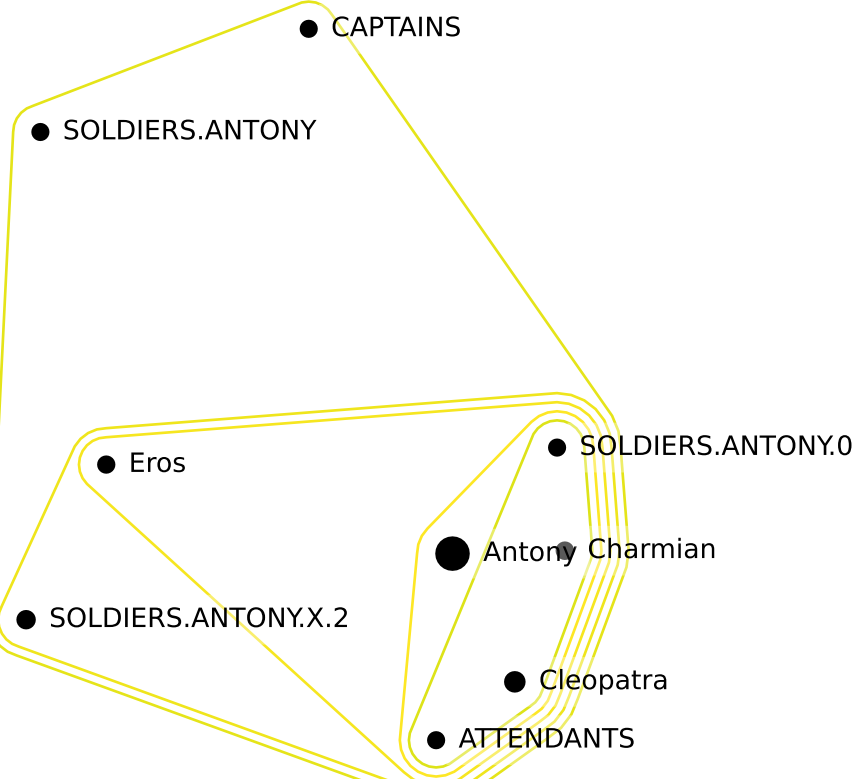 CAPTAINS
SOLDIERS.ANTONY
SOLDIERS.ANTONY.0
Eros
Antony
Charmian
SOLDIERS.ANTONY.X.2
Cleopatra
ATTENDANTS